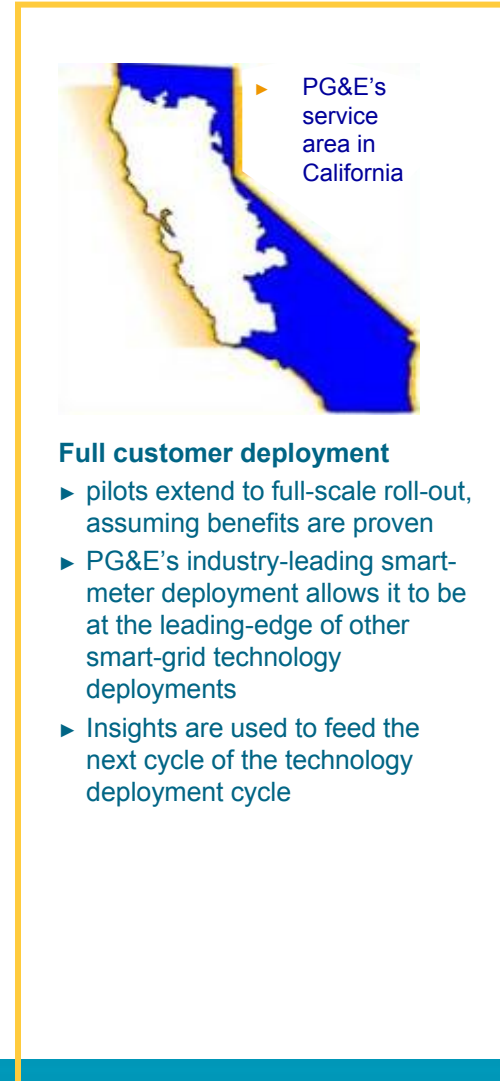 ► PG&E's
service
area in
California
Full customer deployment
► pilots extend to full-scale roll-out,
assuming benefits are proven
► PG&E's industry-leading smart-
meter deployment allows it to be
at the leading-edge of other
smart-grid technology
deployments
► Insights are used to feed the
next cycle of the technology
deployment cycle